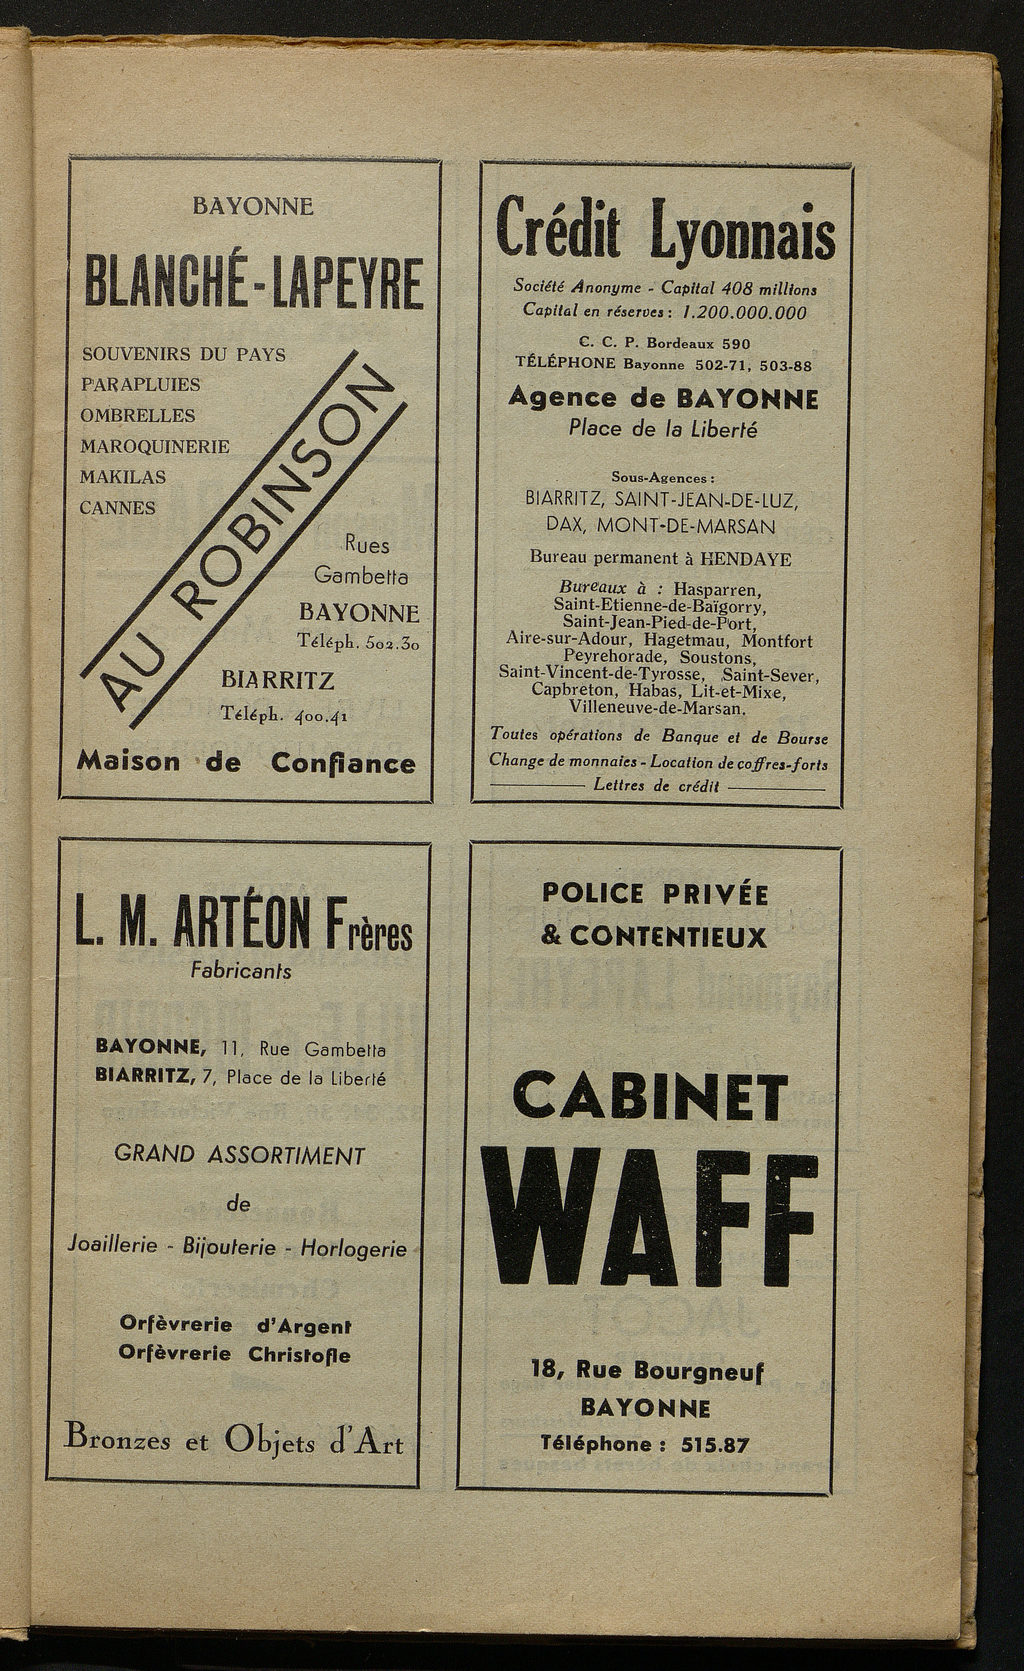 BAYONNE
BLANCHÉ-LAPEYRE
SOUVENIRS DU PAYS
PARAPLUIES
OMBRELLES
MAROQUINERIE
MAKILAS
CANNES
AU ROBINSON
Rues
Gambetta
BAYONNE
Téléph. 502.30
BIARRITZ
Téléph. 400.41
Maison de Confiance
Crédit Lyonnais
Société Anonyme - Capital 408 millions
Capital en réserves : 1.200.000.000
C. C. P. Bordeaux 590
TÉLÉPHONE Bayonne 502-71, 503-88
Agence de BAYONNE
Place de la Liberté
Sous-Agences :
BIARRITZ, SAINT-JEAN-DE-LUZ,
DAX, MONT-DE-MARSAN
Bureau permanent à HENDAYE
Bureaux à : Hasparren,
Saint-Etienne-de-Baïgorry,
Saint-Jean-Pied-de-Port,
Aire-sur-Adour, Hagetmau, Montfort
Peyrehorade, Soustons,
Saint-Vincent-de-Tyrosse, Saint-Sever,
Capbreton, Habas, Lit-et-Mixe,
Villeneuve-de-Marsan.
Toutes opérations de Banque et de Bourse
Change de monnaies - Location de coffres-forts
Lettres de crédit
L. M. ARTÉON Frères
Fabricants
BAYONNE, 11, Rue Gambetta
BIARRITZ, 7, Place de la Liberté
GRAND ASSORTIMENT
de
Joaillerie - Bijouterie - Horlogerie
Orfèvrerie d'Argent
Orfèvrerie Christofle
Bronzes et Objets d'Art
POLICE PRIVÉE
& CONTENTIEUX
CABINET
WAFF
18, Rue Bourgneuf
BAYONNE
Téléphone : 515.87